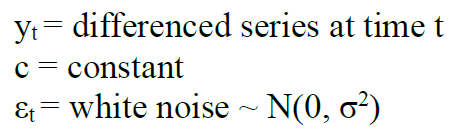 yₜ= differenced series at time t
c = constant
εₜ= white noise ~ N(0, σ²)